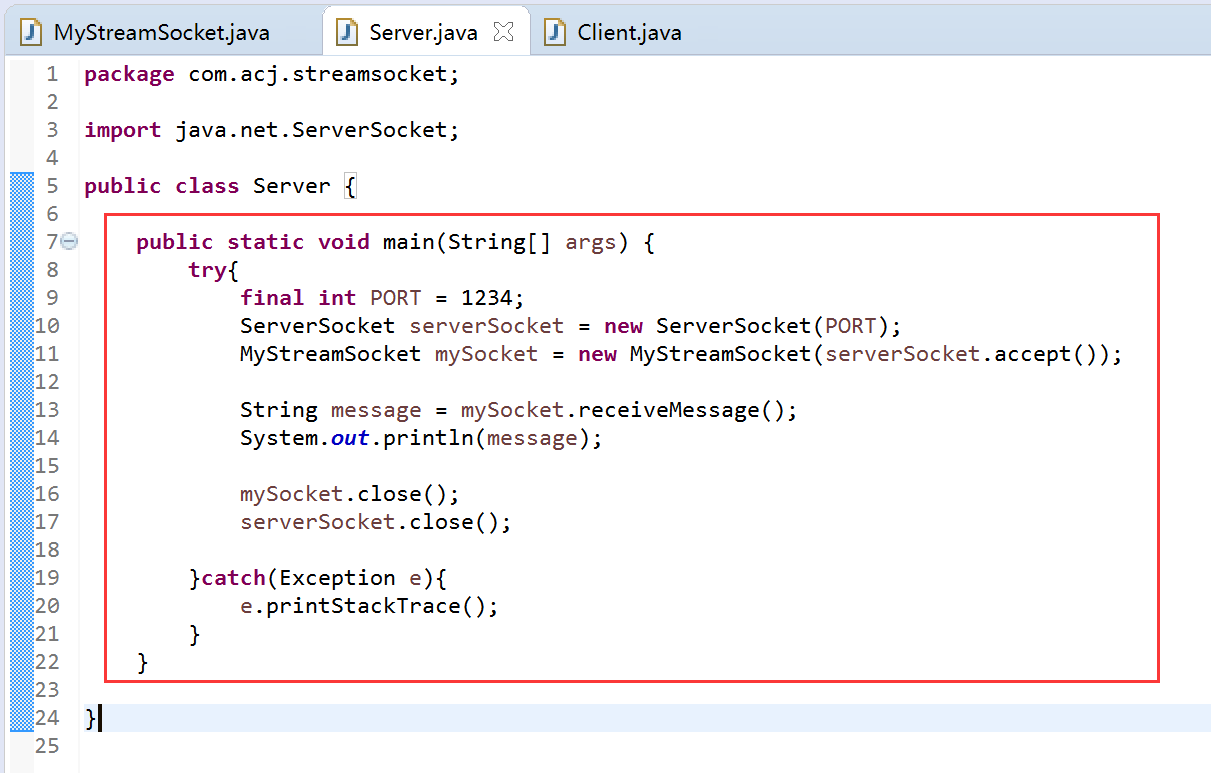 MyStreamSocket.java Server.java Client.java
1 package com.acj.streamsocket;
2
3 import java.net.ServerSocket;
4
5 public class Server {
6
7 public static void main(String[] args) {
8 try{
9 final int PORT = 1234;
10 ServerSocket serverSocket = new ServerSocket(PORT);
11 MyStreamSocket mySocket = new MyStreamSocket(serverSocket.accept());
12
13 String message = mySocket.receiveMessage();
14 System.out.println(message);
15
16 mySocket.close();
17 serverSocket.close();
18
19 }catch(Exception e){
20 e.printStackTrace();
21 }
22 }
23
24 }
25